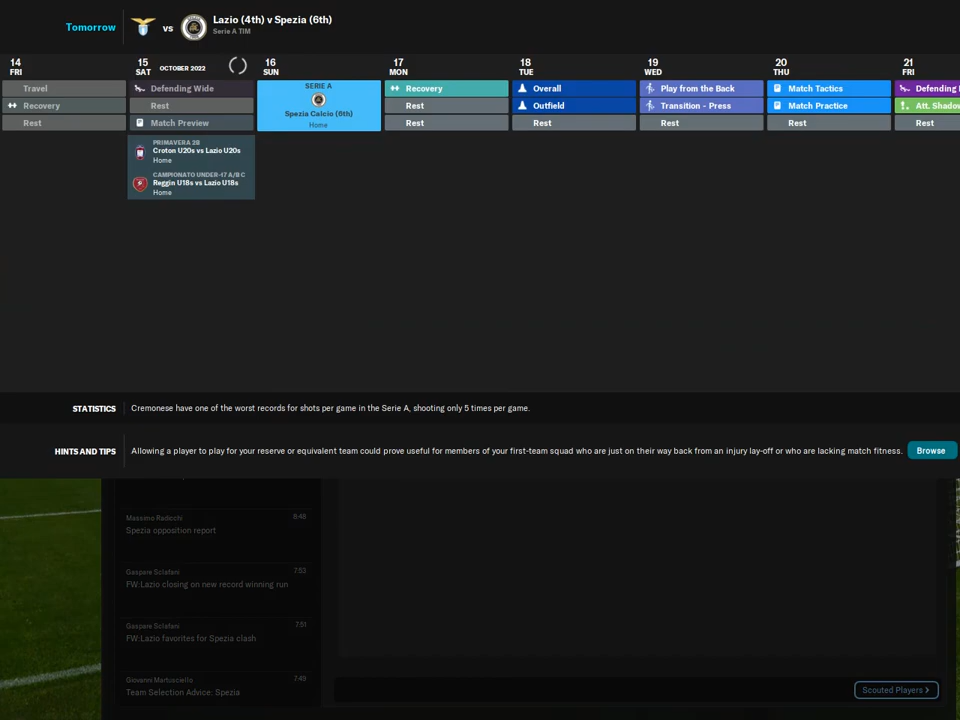 Tomorrow
vs
Lazio (4th) v Spezia (6th)
Serie A TIM
14
FRI
15
SAT
OCTOBER 2022
16
SUN
17
MON
18
TUE
19
WED
20
THU
21
FRI
Travel
Recovery
Rest
Defending Wide
Rest
Match Preview
PRIMAVERA 2B
Croton U20s vs Lazio U20s
Home
CAMPIONATO UNDER-17 A/B C
Reggin U18s vs Lazio U18s
Home
SERIE A
Spezia Calcio (6th)
Home
Recovery
Rest
Rest
Overall
Outfield
Rest
Play from the Back
Transition - Press
Rest
Match Tactics
Match Practice
Rest
Defending
Att. Shadow
Rest
STATISTICS
Cremonese have one of the worst records for shots per game in the Serie A, shooting only 5 times per game.
HINTS AND TIPS
Allowing a player to play for your reserve or equivalent team could prove useful for members of your first-team squad who are just on their way back from an injury lay-off or who are lacking match fitness.
Browse
Massimo Radicchi
8:48
Spezia opposition report
Gaspare Sclafani
7:53
FW:Lazio closing on new record winning run
Gaspare Sclafani
7:51
FW:Lazio favorites for Spezia clash
Giovanni Martusciello
7:49
Team Selection Advice: Spezia
Scouted Players >